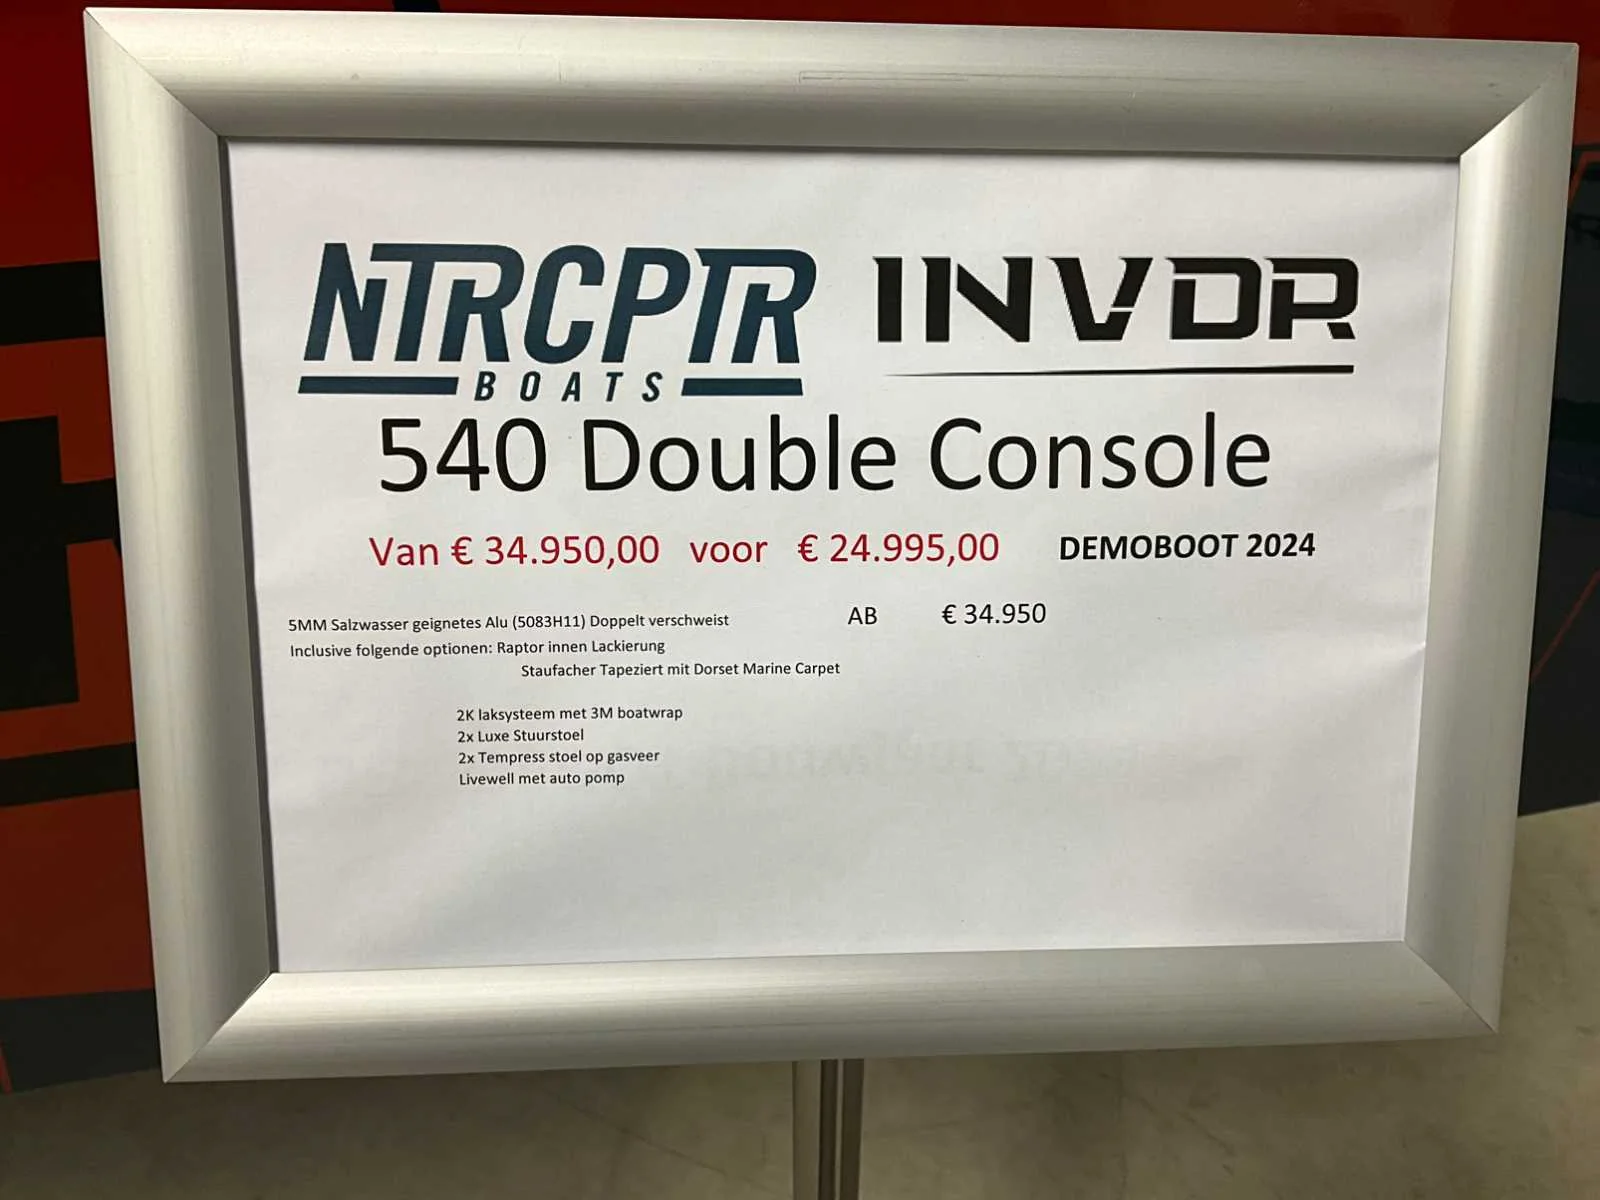 NTRCPTR INVDR
BOATS
540 Double Console
Van € 34.950,00 voor € 24.995,00 DEMOBOOT 2024
5MM Salzwasser geignetes Alu (5083H11) Doppelt verschweist AB € 34.950
Inclusive folgende optionen: Raptor innen Lackierung
Staufacher Tapeziert mit Dorset Marine Carpet
2K laksysteem met 3M boatwrap
2x Luxe Stuurstoel
2x Tempress stoel op gasveer
Livewell met auto pomp